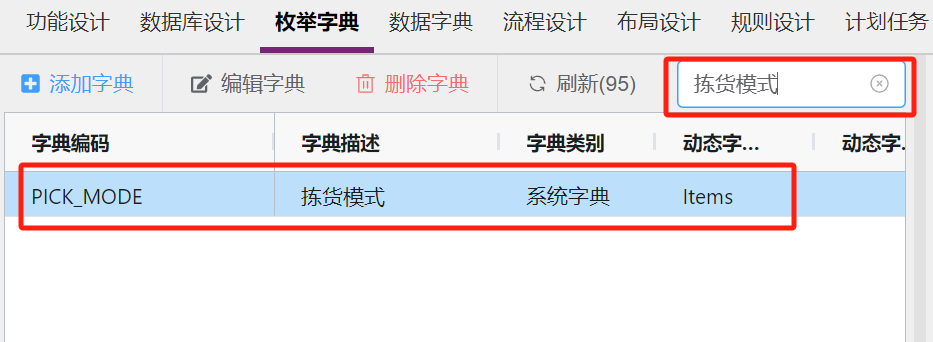 功能设计 数据库设计 枚举字典 数据字典 流程设计 布局设计 规则设计 计划任务
添加字典 编辑字典 删除字典 刷新(95) 拣货模式
字典编码 字典描述 字典类别 动态字... 动态字.
PICK_MODE 拣货模式 系统字典 Items